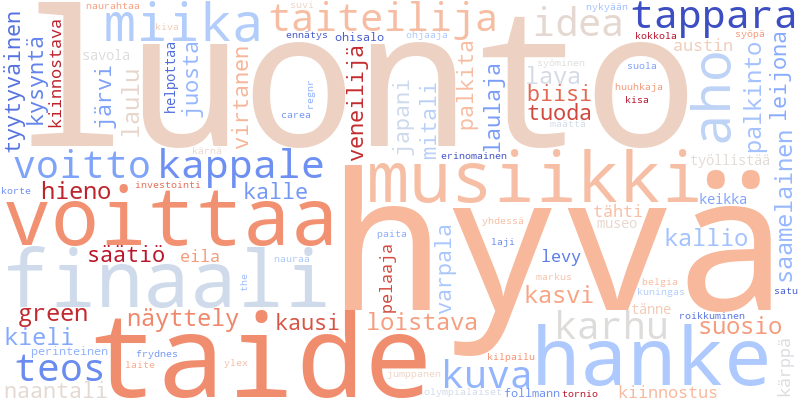 naurahtaa
suvi
nykyään
miika
taiteilija
idea
tappara
tyytyväinen
kysyntä
kiinnostava
savola
kiva
ennätys
ohisalo
ohjaaja
kokkola
syöpä
luonto
järvi
laulu
helpottaa
juosta
virtanen
veneilijä
japani
mitali
palkita
laulaja
lava
syöminen
suola
austin
aho
palkinto
leijona
biisi
huuhkaja
tuoda
kisa
regnr
carea
maatta
kärnä
erinomainen
työllistää
voitto
kappale
musiikki
hyvä
saamelainen
korte
hieno
investointi
kalle
keikka
voittaa
tähti
museo
yhdessä
paita
varpala
laji
kallio
säätiö
eila
finaali
the
nauraa
pelaaja
levy
satu
markus
belgia
kuningas
kasvi
tänne
roikkuminen
green
näyttely
kausi
loistava
karhu
suosio
kieli
taide
hanke
perinteinen
frydnes
laite
ylex
kilpailu
teos
kuva
jumppanen
kärppä
naantali
olympialaiset
follmann
tornio
kiinnostus